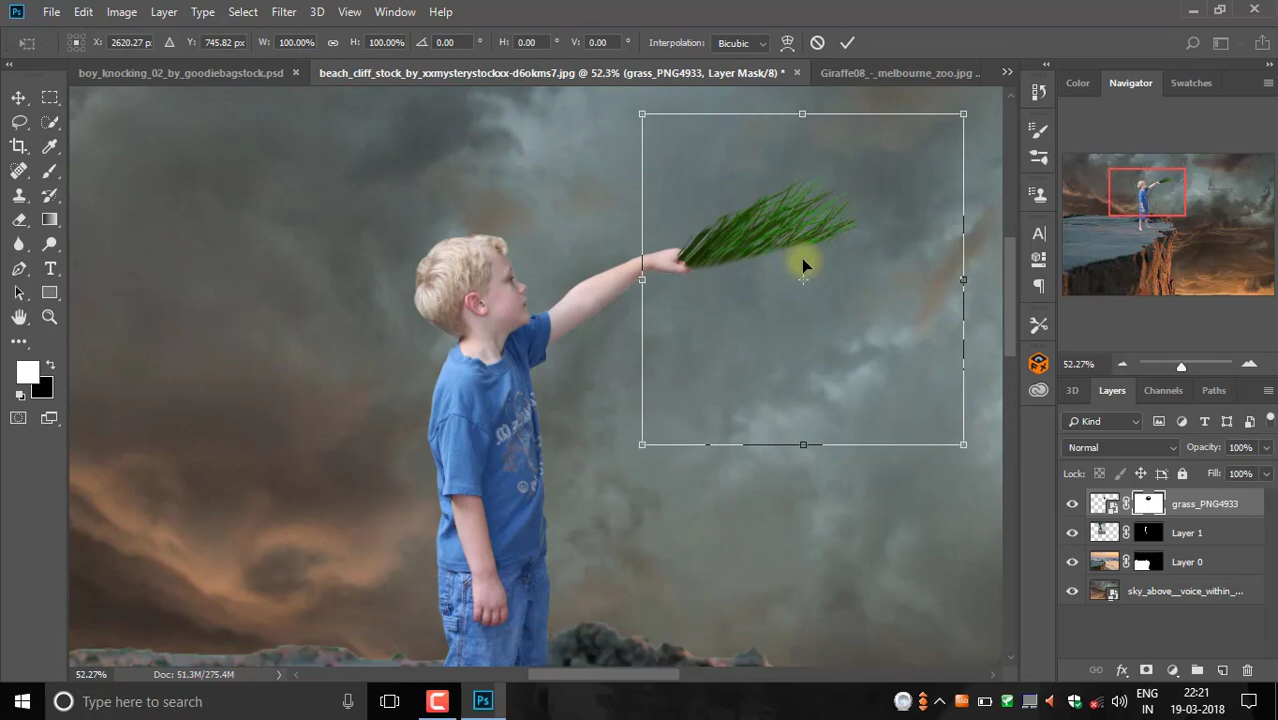 Ps File Edit Image Layer Type Select Filter 3D View Window Help
X: 2620.27 px Y: 745.82 px W: 100.00% H: 100.00% 0.00 ° H: 0.00 ° V: 0.00 ° Interpolation: Bicubic
boy_knocking_02_by_goodiebagstock.psd × beach_cliff_stock_by_xxmysterystockxx-d6okms7.jpg @ 52.3% (grass_PNG4933, Layer Mask/8) * × Giraffe08_-_melbourne_zoo.jpg ...
Color Navigator Swatches
52.27%
3D Layers Channels Paths
Kind
Normal Opacity: 100%
Lock: Fill: 100%
grass_PNG4933
Layer 1
Layer 0
sky_above__voice_within_...
52.27% Doc: 51.3M/275.4M
Type here to search
Ps
ENG
IN
22:21
19-03-2018